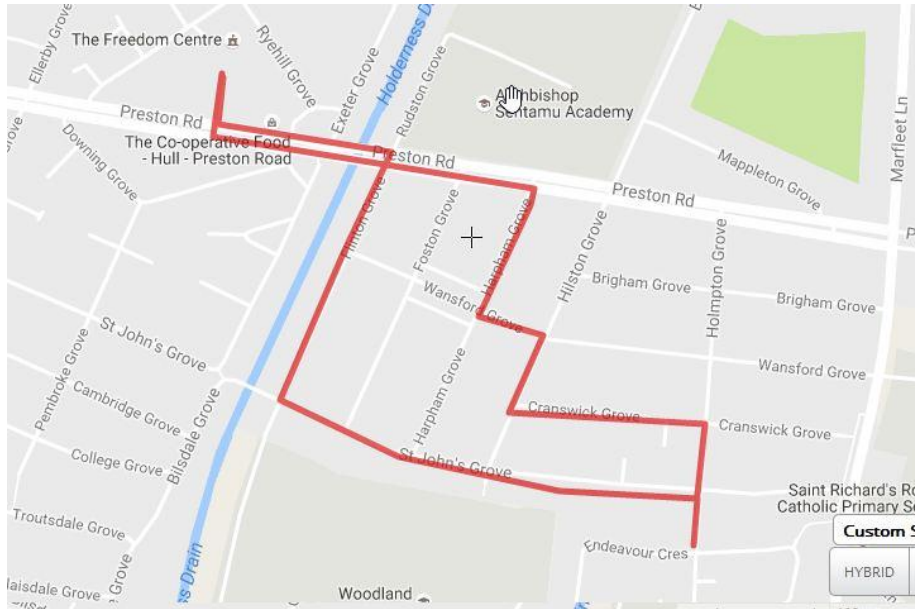 Ellerby Grove
The Freedom Centre
Ryehill Grove
Exeter Grove
Holderness
Rudston Grove
Archbishop
Sentamu Academy
Marfleet Ln
Preston Rd
The Co-operative Food
- Hull - Preston Road
Downing Grove
Preston Rd
Mappleton Grove
Preston Rd
Flinton Grove
Foston Grove
Harpham Grove
Hilston Grove
Holmpton Grove
Brigham Grove
Brigham Grove
Wansford Grove
Wansford Grove
St John's Grove
Pembroke Grove
Cambridge Grove
College Grove
Bilsdale Grove
Harpham Grove
Cranswick Grove
Cranswick Grove
St John's Grove
Saint Richard's Ro
Catholic Primary S
Troutsdale Grove
Endeavour Cres
Custom S
HYBRID
laisdale Grove
ss Drain
Woodland